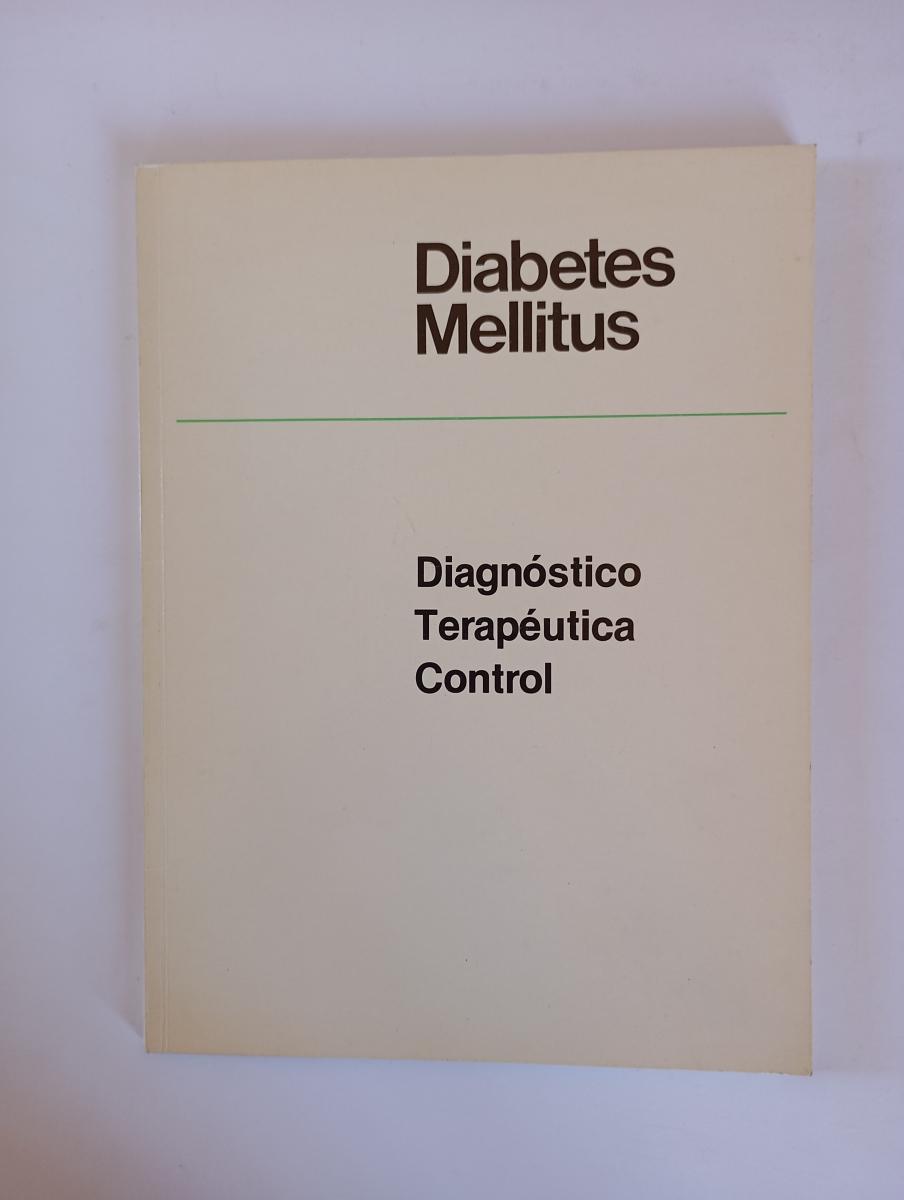 Diabetes
Mellitus
Diagnóstico
Terapéutica
Control